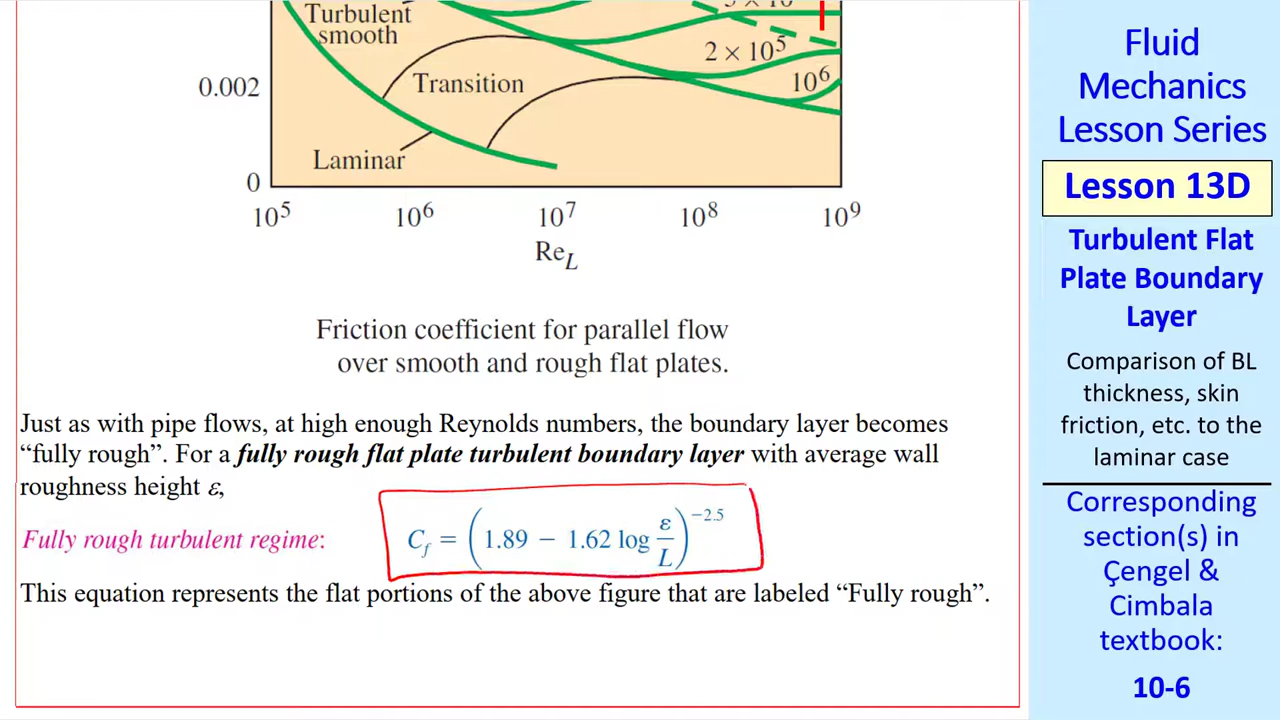 Turbulent
smooth
2 × 10⁵
10⁶
0.002
Transition
Laminar
0
10⁵ 10⁶ 10⁷ 10⁸ 10⁹
Re_L
Friction coefficient for parallel flow
over smooth and rough flat plates.
Just as with pipe flows, at high enough Reynolds numbers, the boundary layer becomes
“fully rough”. For a fully rough flat plate turbulent boundary layer with average wall
roughness height ε,
Fully rough turbulent regime: C_f = (1.89 − 1.62 log ε/L)^−2.5
This equation represents the flat portions of the above figure that are labeled “Fully rough”.
Fluid
Mechanics
Lesson Series
Lesson 13D
Turbulent Flat
Plate Boundary
Layer
Comparison of BL
thickness, skin
friction, etc. to the
laminar case
Corresponding
section(s) in
Çengel &
Cimbala
textbook:
10-6